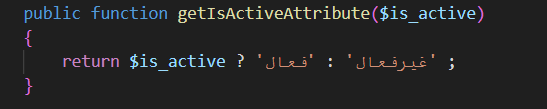 public function getIsActiveAttribute($is_active)
{
return $is_active ? 'فعال' : 'غیرفعال' ;
}